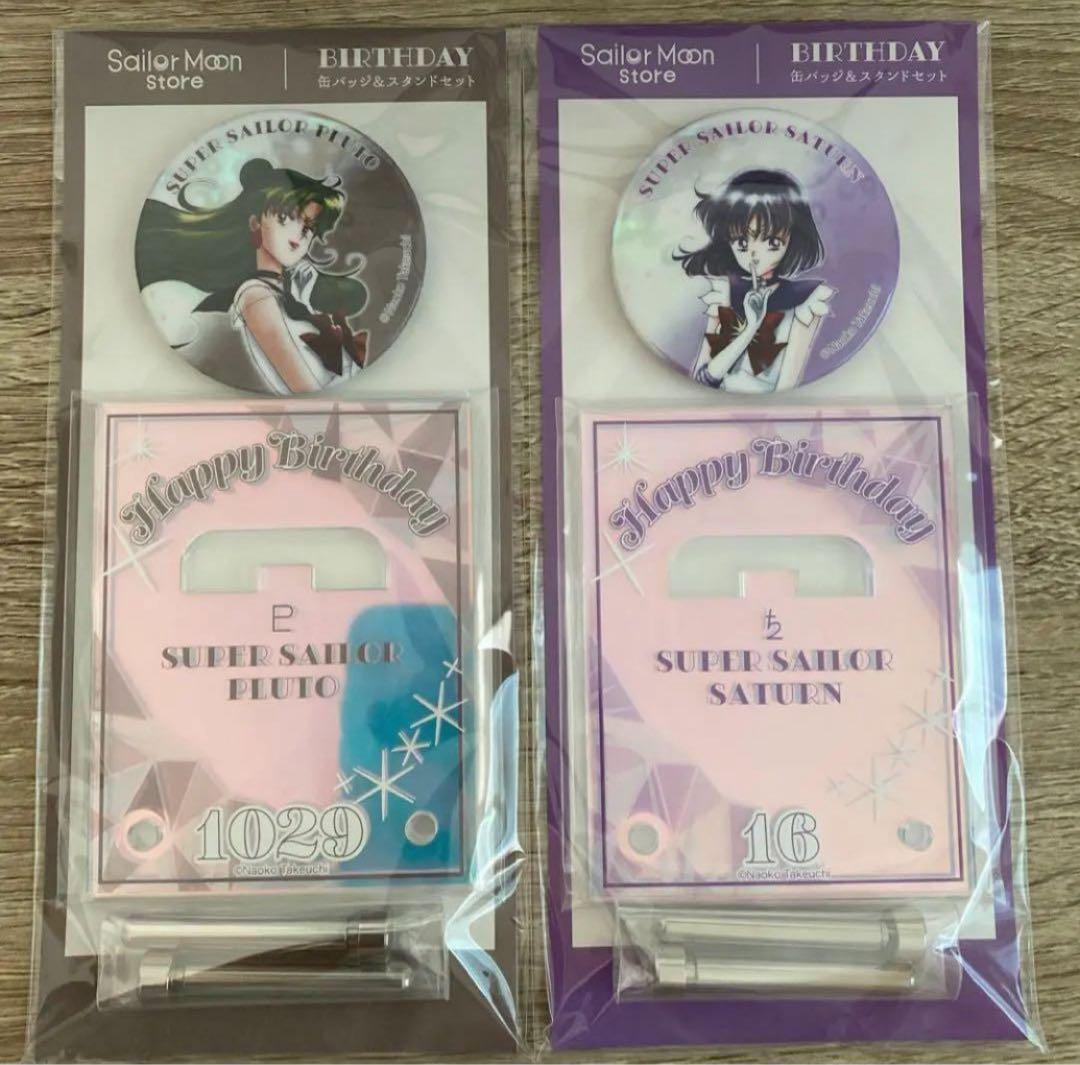 Sailor Moon
Store
BIRTHDAY
缶バッジ&スタンドセット
SUPER SAILOR PLUTO
©Naoko Takeuchi
Happy Birthday
SUPER SAILOR
PLUTO
1029
©Naoko Takeuchi
Sailor Moon
Store
BIRTHDAY
缶バッジ&スタンドセット
SUPER SAILOR SATURN
©Naoko Takeuchi
Happy Birthday
SUPER SAILOR
SATURN
16
©Naoko Takeuchi